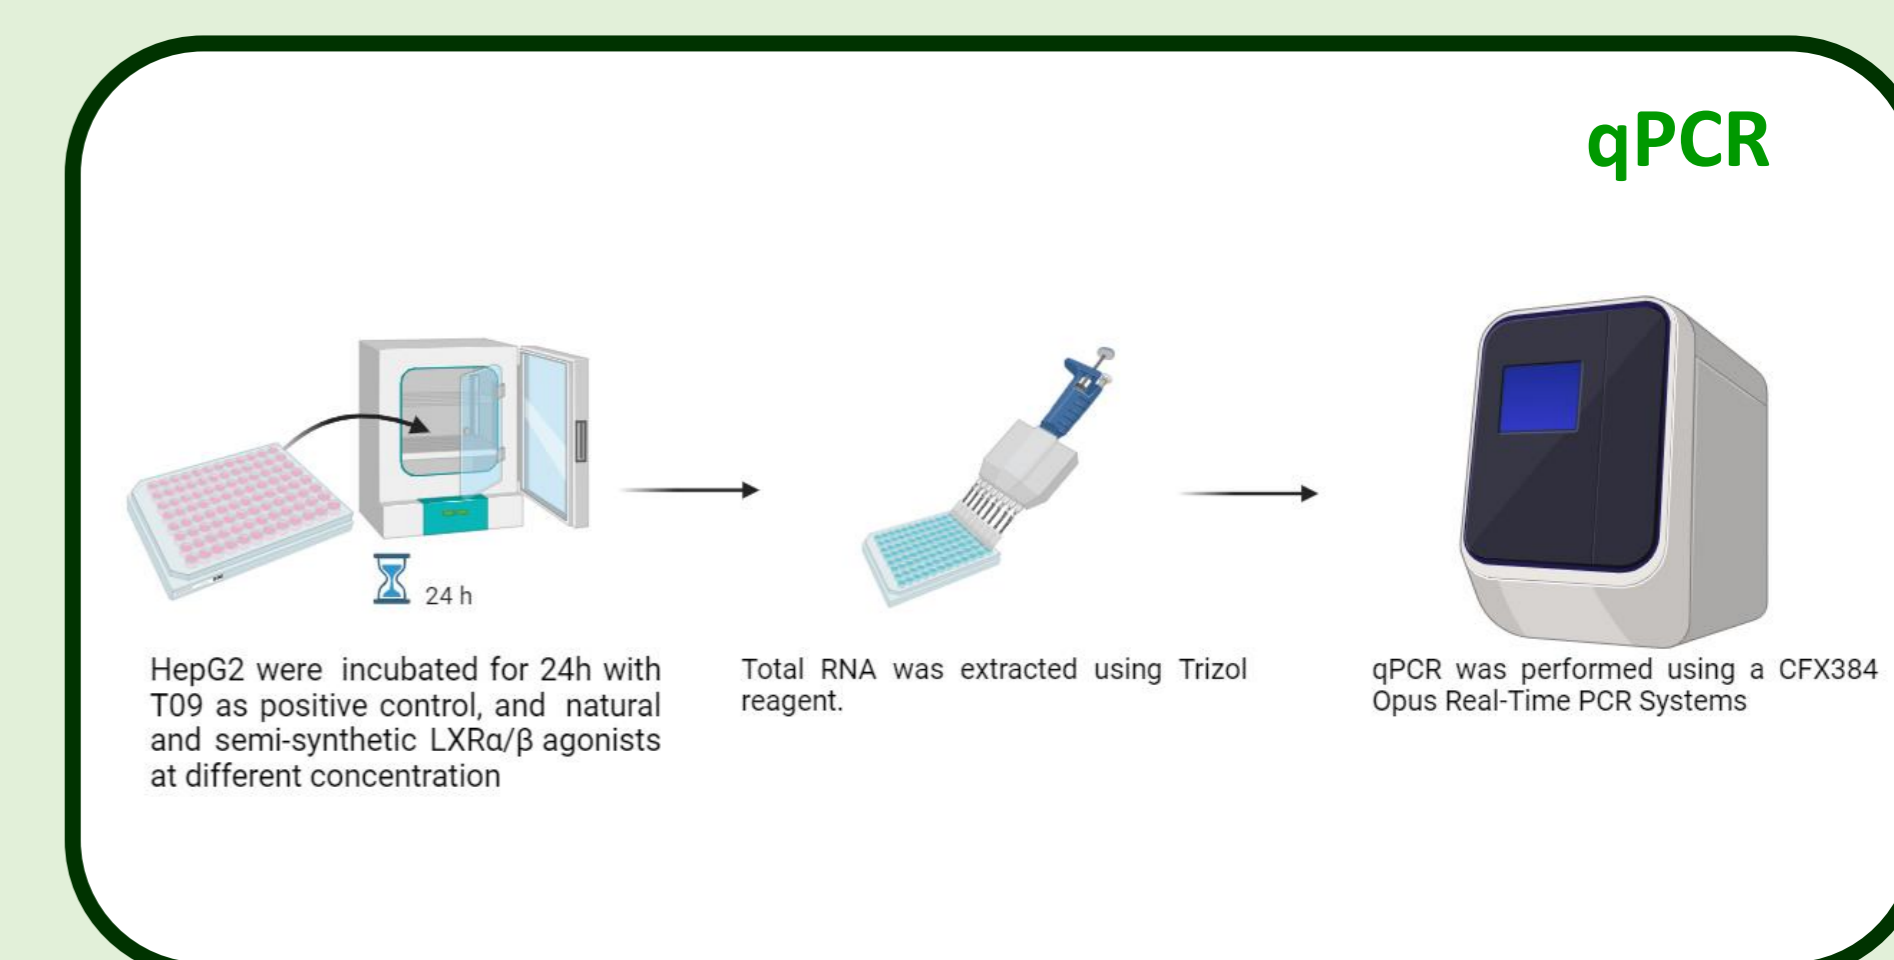 qPCR
24 h
HepG2 were incubated for 24h with
T09 as positive control, and natural
and semi-synthetic LXRα/β agonists
at different concentration
Total RNA was extracted using Trizol
reagent.
qPCR was performed using a CFX384
Opus Real-Time PCR Systems